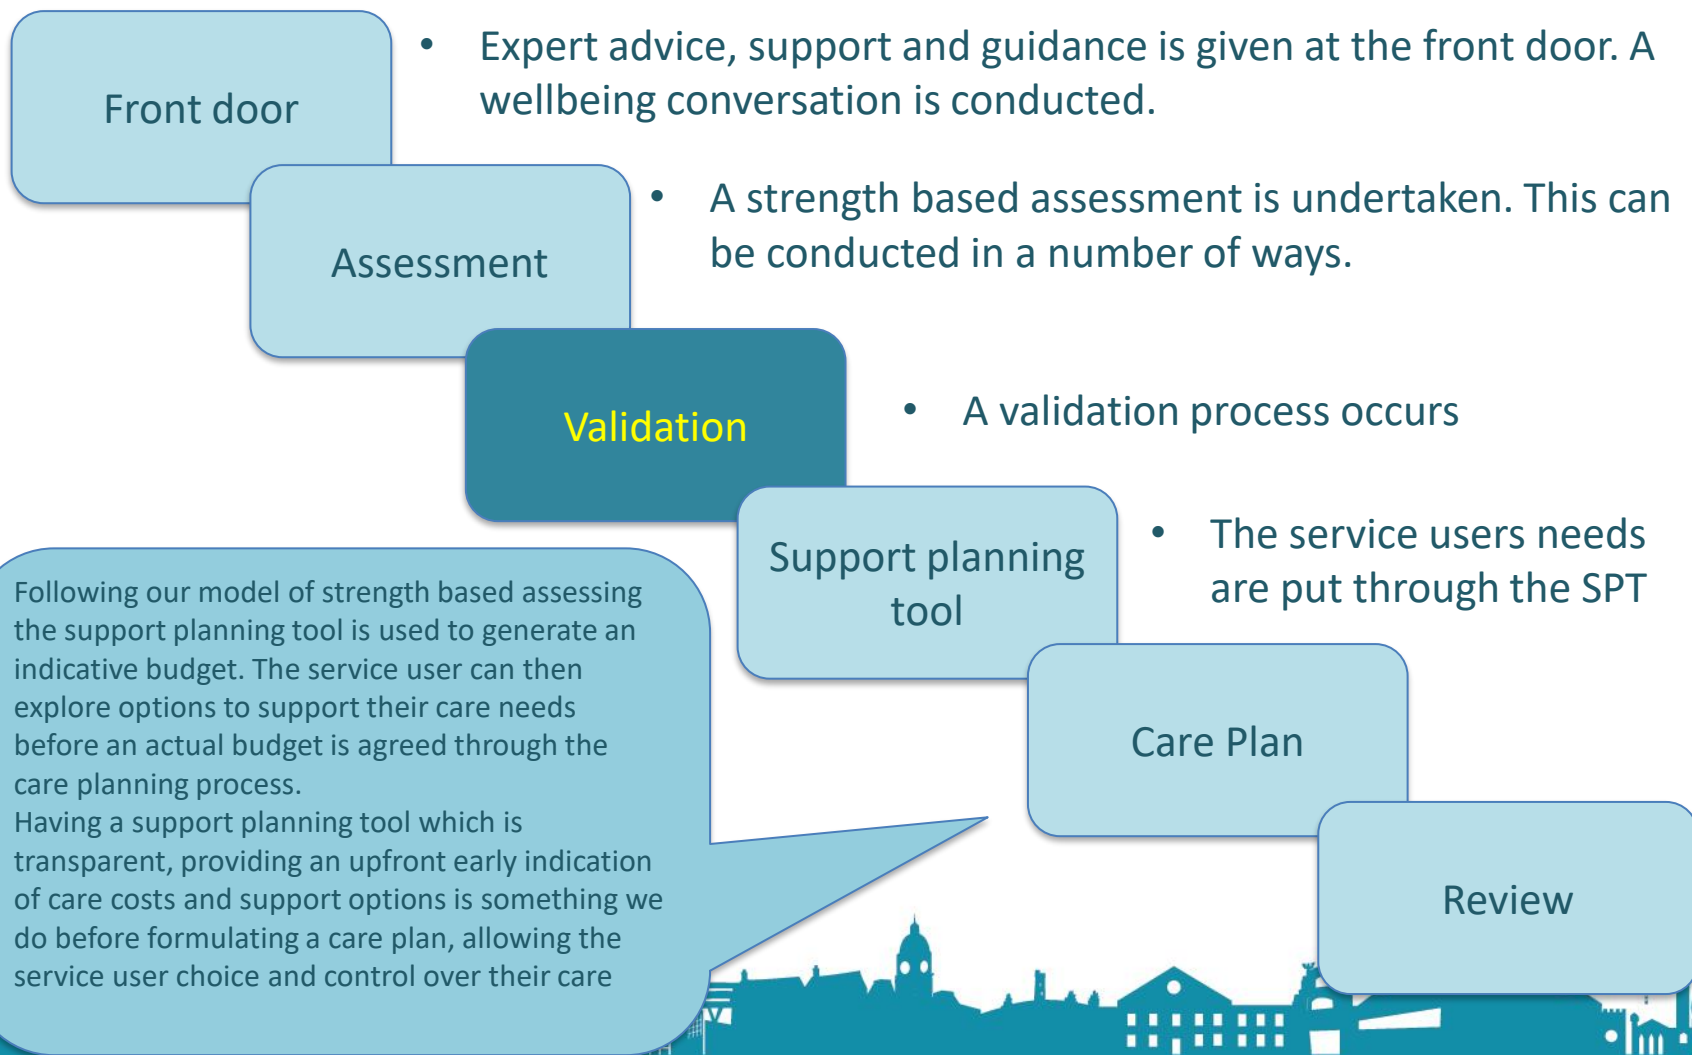 Front door
• Expert advice, support and guidance is given at the front door. A
wellbeing conversation is conducted.
Assessment
• A strength based assessment is undertaken. This can
be conducted in a number of ways.
Validation
• A validation process occurs
Support planning
tool
• The service users needs
are put through the SPT
Following our model of strength based assessing
the support planning tool is used to generate an
indicative budget. The service user can then
explore options to support their care needs
before an actual budget is agreed through the
care planning process.
Having a support planning tool which is
transparent, providing an upfront early indication
of care costs and support options is something we
do before formulating a care plan, allowing the
service user choice and control over their care
Care Plan
Review